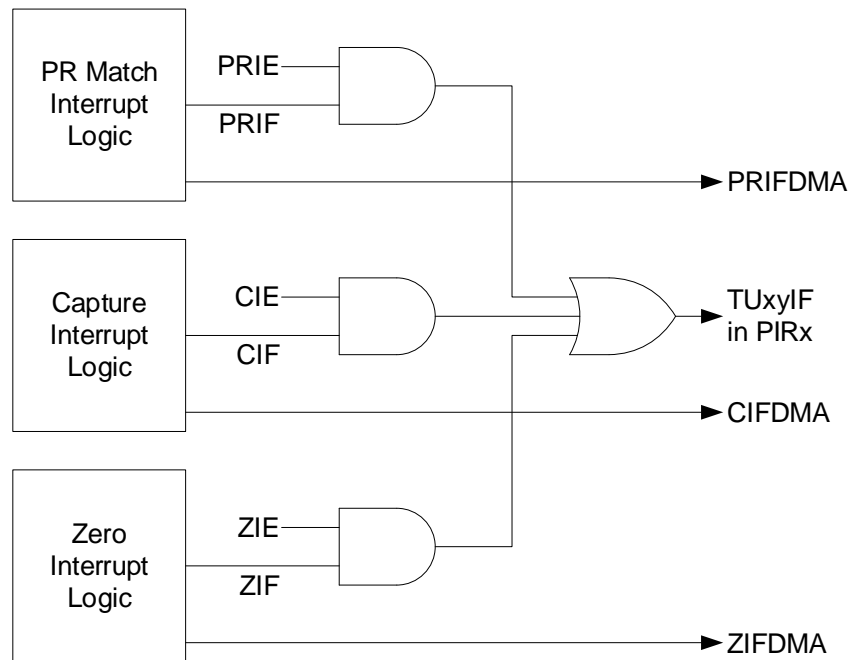 PR Match
Interrupt
Logic
PRIE
PRIF
PRIFDMA
Capture
Interrupt
Logic
CIE
CIF
TUxyIF
in PIRx
CIFDMA
Zero
Interrupt
Logic
ZIE
ZIF
ZIFDMA